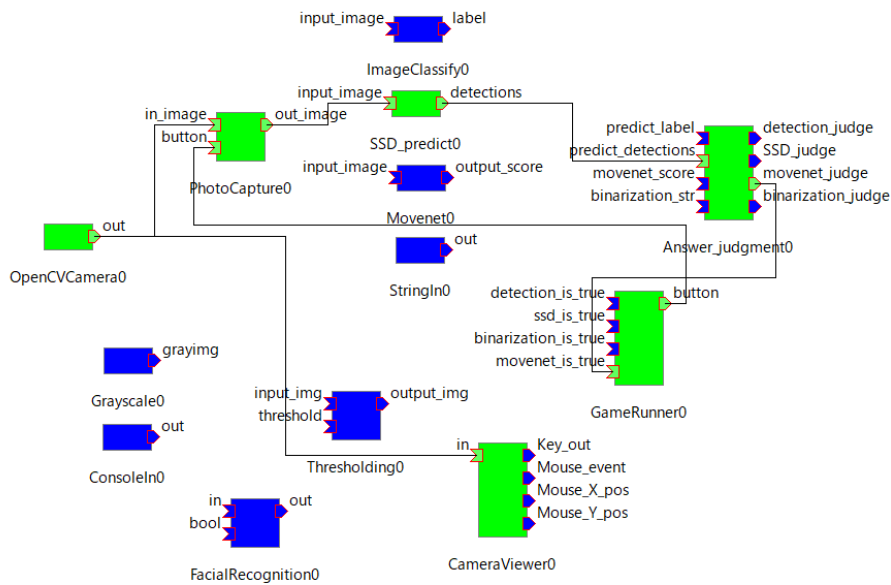 input_image label
ImageClassify0
input_image detections
SSD_predict0
in_image out_image
button
PhotoCapture0
input_image output_score
Movenet0
predict_label detection_judge
predict_detections SSD_judge
movenet_score movenet_judge
binarization_str binarization_judge
Answer_judgment0
out
OpenCVCamera0
out
StringIn0
detection_is_true button
ssd_is_true
binarization_is_true
movenet_is_true
GameRunner0
grayimg
Grayscale0
input_img output_img
threshold
Thresholding0
out
ConsoleIn0
in Key_out
Mouse_event
Mouse_X_pos
Mouse_Y_pos
CameraViewer0
in out
bool
FacialRecognition0